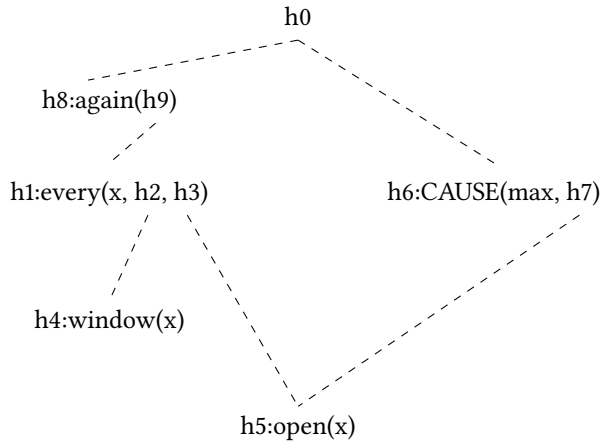 h0
h8:again(h9)
h1:every(x, h2, h3)
h6:CAUSE(max, h7)
h4:window(x)
h5:open(x)